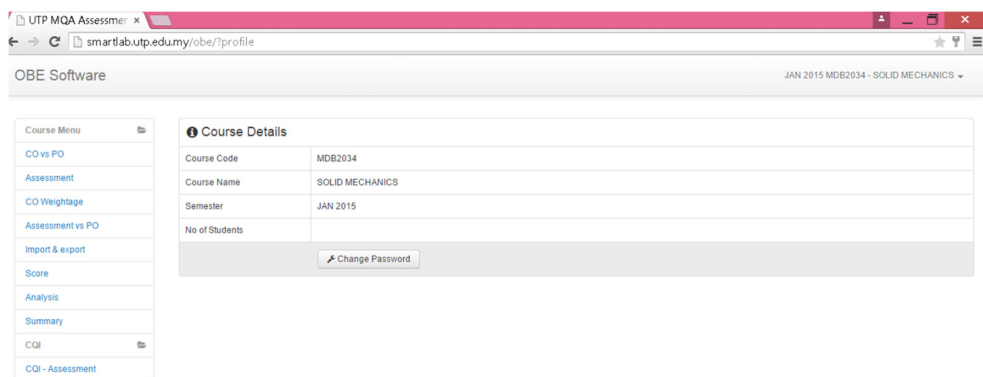 UTP MQA Assessmer ×
smartlab.utp.edu.my/obe/?profile
OBE Software
JAN 2015 MDB2034 - SOLID MECHANICS
Course Menu
CO vs PO
Assessment
CO Weightage
Assessment vs PO
Import & export
Score
Analysis
Summary
CQI
CQI - Assessment
Course Details
Course Code MDB2034
Course Name SOLID MECHANICS
Semester JAN 2015
No of Students
Change Password